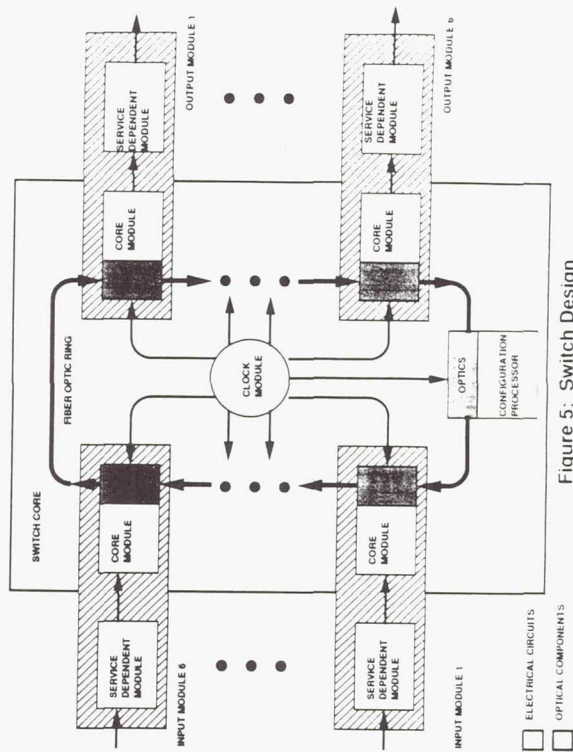 SWITCH CORE
FIBER OPTIC RING
INPUT MODULE 6
SERVICE
DEPENDENT
MODULE
CORE
MODULE
CORE
MODULE
SERVICE
DEPENDENT
MODULE
OUTPUT MODULE 1
CLOCK
MODULE
INPUT MODULE 1
SERVICE
DEPENDENT
MODULE
CORE
MODULE
OPTICS
CONFIGURATION
PROCESSOR
CORE
MODULE
SERVICE
DEPENDENT
MODULE
OUTPUT MODULE 6
ELECTRICAL CIRCUITS
OPTICAL COMPONENTS
Figure 5: Switch Design